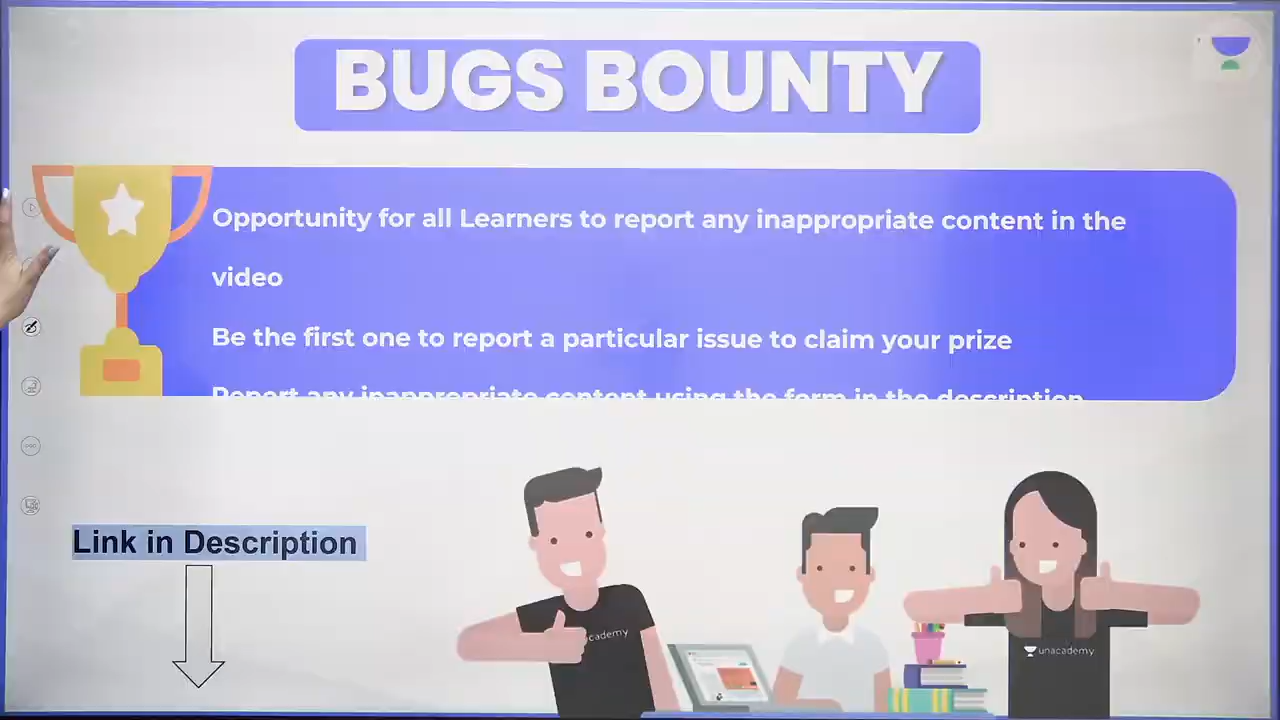 BUGS BOUNTY
Opportunity for all Learners to report any inappropriate content in the
video
Be the first one to report a particular issue to claim your prize
Report any inappropriate content using the form in the description
Link in Description
cademy
unacademy